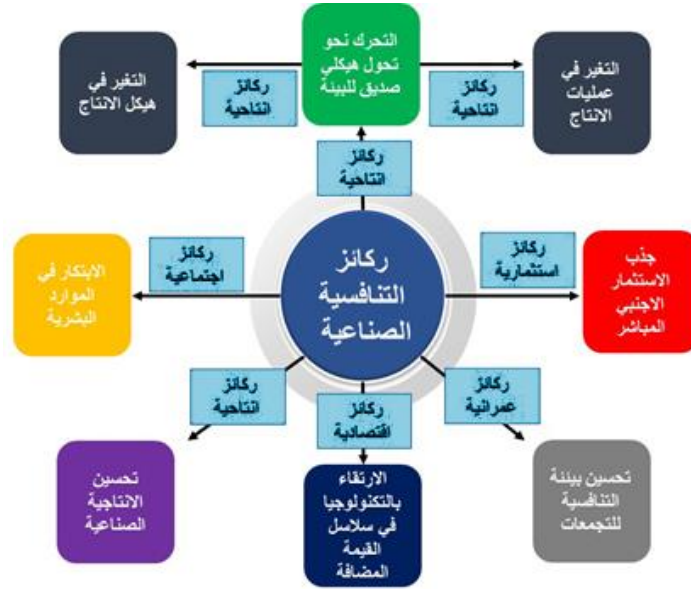 التغير في
عمليات
الانتاج
ركائز
انتاجية
التحرك نحو
تحول هيكلي
صديق للبيئة
ركائز
انتاجية
التغير في
هيكل الانتاج
ركائز
انتاجية
جذب
الاستثمار
الاجنبي
المباشر
ركائز
استثمارية
ركائز
التنافسية
الصناعية
ركائز
اجتماعية
الابتكار في
الموارد
البشرية
ركائز
عمرانية
ركائز
اقتصادية
ركائز
انتاجية
تحسين بيئنة
التنافسية
للتجمعات
الارتقاء
بالتكنولوجيا
في سلاسل
القيمة
المضافة
تحسين
الانتاجية
الصناعية